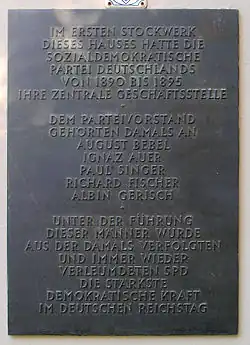 IM ERSTEN STOCKWERK
DIESES HAUSES HATTE DIE
SOZIALDEMOKRATISCHE
PARTEI DEUTSCHLANDS
VON 1890 BIS 1895
IHRE ZENTRALE GESCHÄFTSSTELLE
DEM PARTEIVORSTAND
GEHÖRTEN DAMALS AN
AUGUST BEBEL
IGNAZ AUER
PAUL SINGER
RICHARD FISCHER
ALBIN GERISCH
UNTER DER FÜHRUNG
DIESER MÄNNER WURDE
AUS DER DAMALS VERFOLGTEN
UND IMMER WIEDER
VERLEUMDETEN SPD
DIE STÄRKSTE
DEMOKRATISCHE KRAFT
IM DEUTSCHEN REICHSTAG